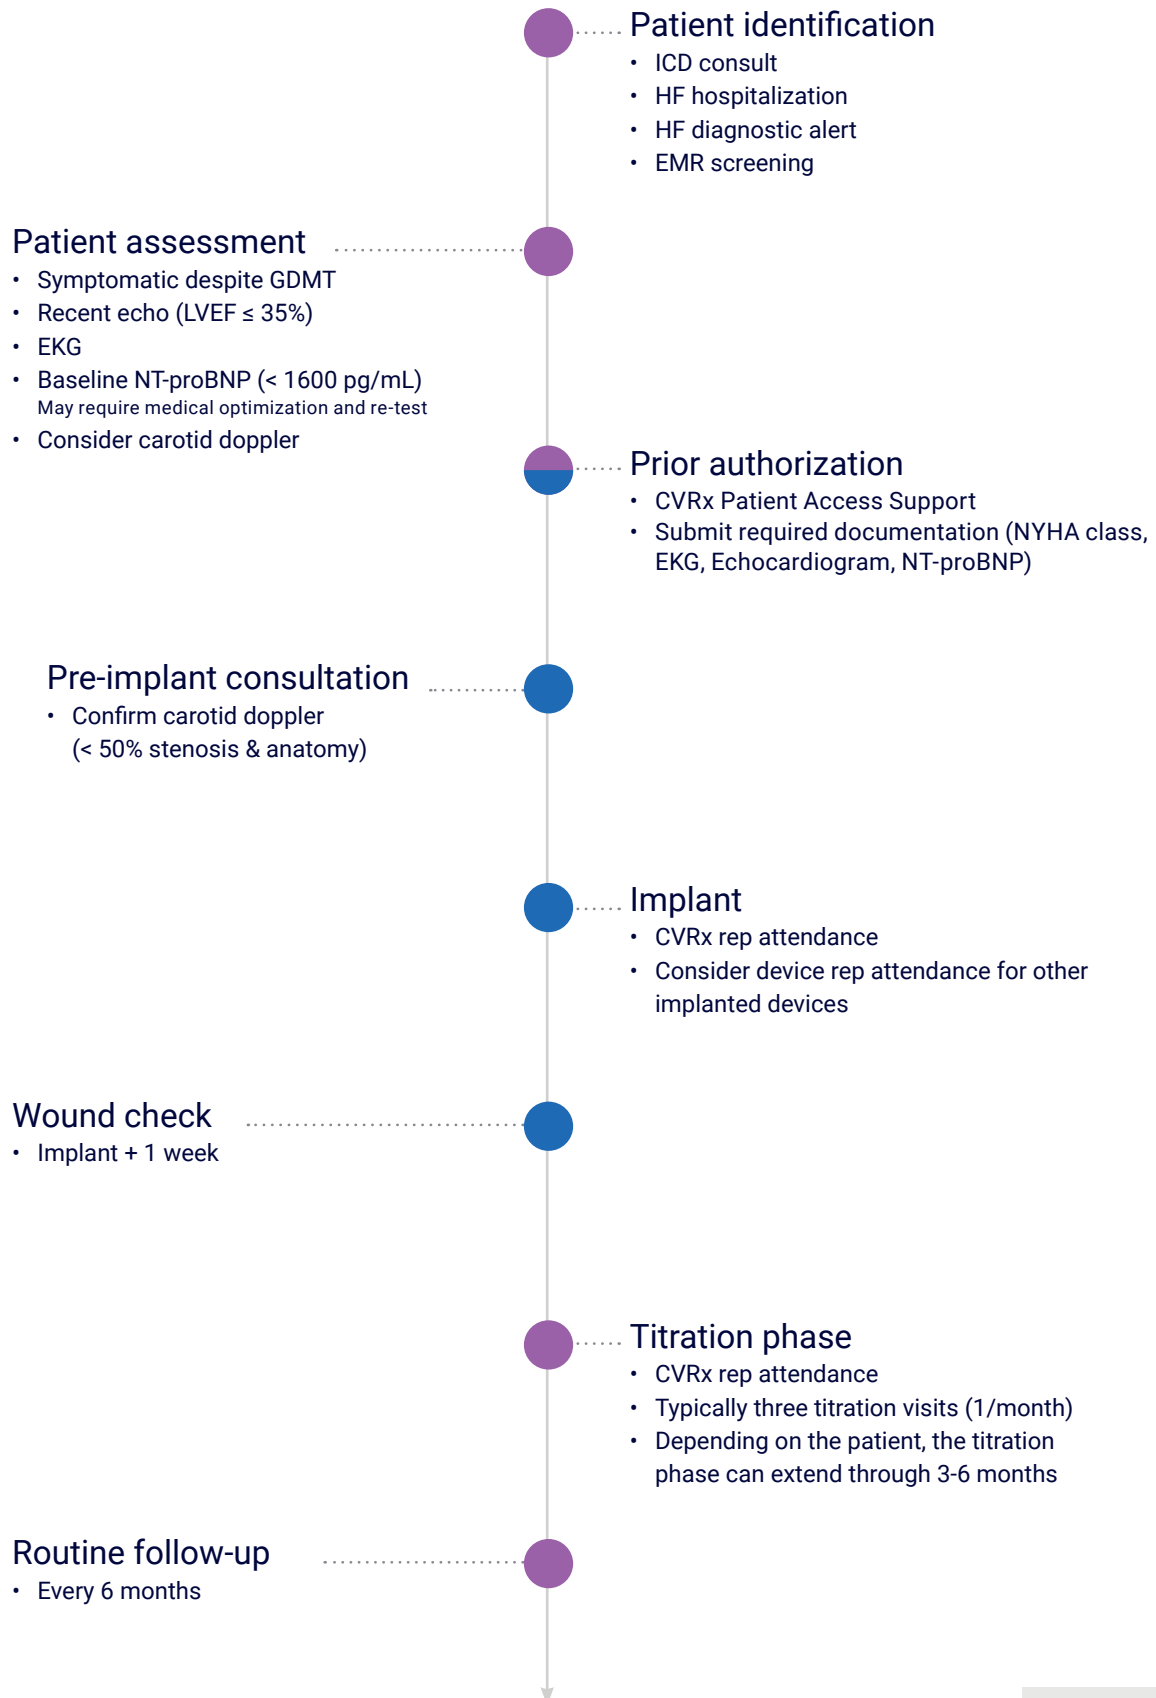 Patient identification
• ICD consult
• HF hospitalization
• HF diagnostic alert
• EMR screening
Patient assessment
• Symptomatic despite GDMT
• Recent echo (LVEF ≤ 35%)
• EKG
• Baseline NT-proBNP (< 1600 pg/mL)
May require medical optimization and re-test
• Consider carotid doppler
Prior authorization
• CVRx Patient Access Support
• Submit required documentation (NYHA class,
EKG, Echocardiogram, NT-proBNP)
Pre-implant consultation
• Confirm carotid doppler
(< 50% stenosis & anatomy)
Implant
• CVRx rep attendance
• Consider device rep attendance for other
implanted devices
Wound check
• Implant + 1 week
Titration phase
• CVRx rep attendance
• Typically three titration visits (1/month)
• Depending on the patient, the titration
phase can extend through 3-6 months
Routine follow-up
• Every 6 months